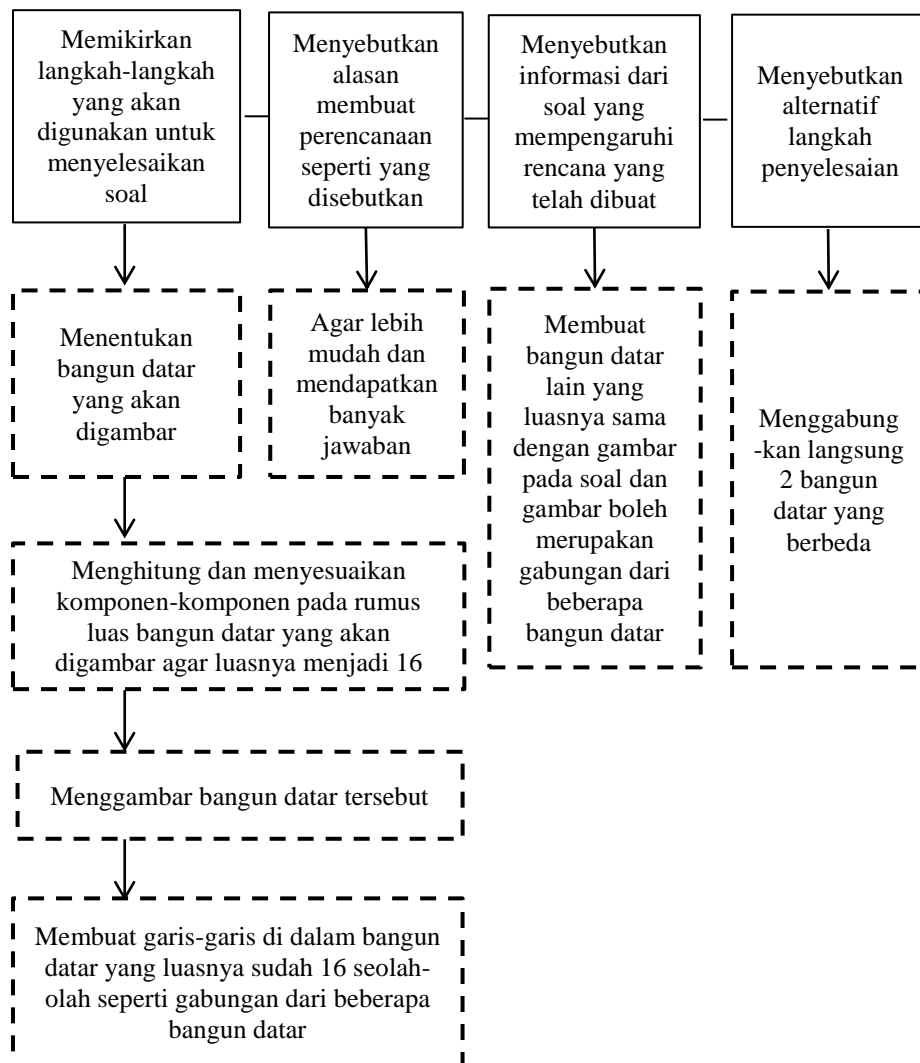 Memikirkan
langkah-langkah
yang akan
digunakan untuk
menyelesaikan
soal
Menyebutkan
alasan
membuat
perencanaan
seperti yang
disebutkan
Menyebutkan
informasi dari
soal yang
mempengaruhi
rencana yang
telah dibuat
Menyebutkan
alternatif
langkah
penyelesaian
Menentukan
bangun datar
yang akan
digambar
Agar lebih
mudah dan
mendapatkan
banyak
jawaban
Membuat
bangun datar
lain yang
luasnya sama
dengan gambar
pada soal dan
gambar boleh
merupakan
gabungan dari
beberapa
bangun datar
Menggabung
-kan langsung
2 bangun
datar yang
berbeda
Menghitung dan menyesuaikan
komponen-komponen pada rumus
luas bangun datar yang akan
digambar agar luasnya menjadi 16
Menggambar bangun datar tersebut
Membuat garis-garis di dalam bangun
datar yang luasnya sudah 16 seolah-
olah seperti gabungan dari beberapa
bangun datar